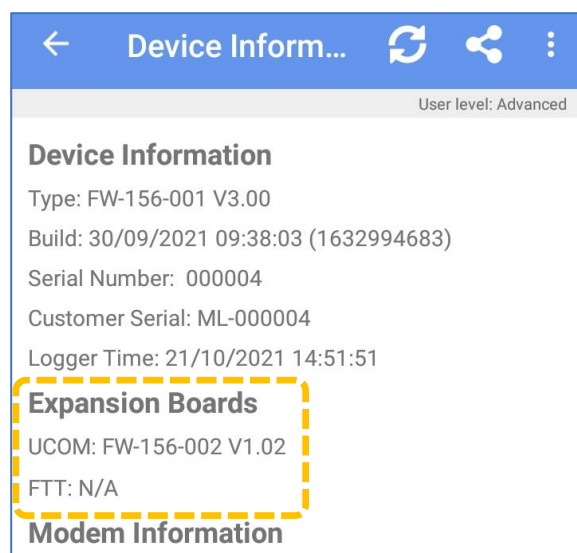 Device Inform...
User level: Advanced
Device Information
Type: FW-156-001 V3.00
Build: 30/09/2021 09:38:03 (1632994683)
Serial Number: 000004
Customer Serial: ML-000004
Logger Time: 21/10/2021 14:51:51
Expansion Boards
UCOM: FW-156-002 V1.02
FTT: N/A
Modem Information